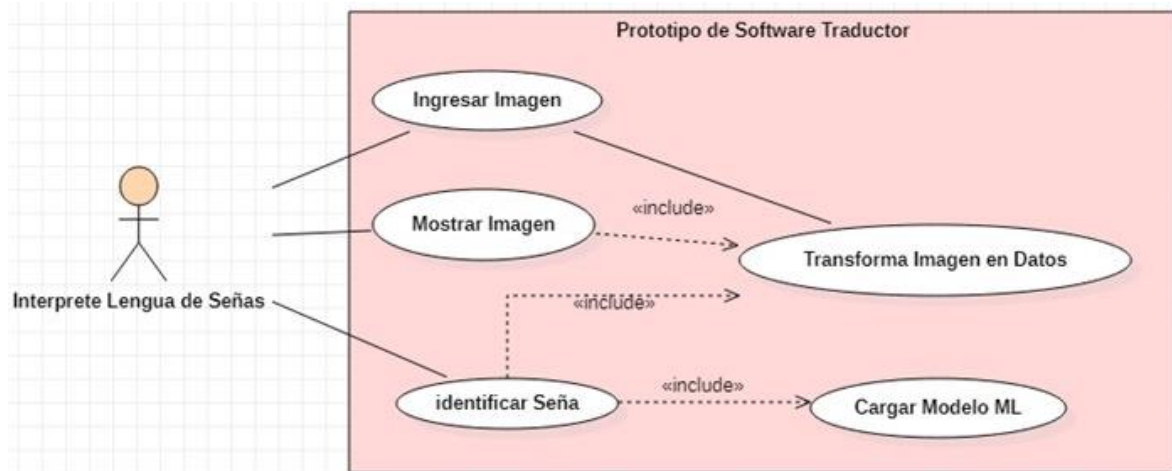 Prototipo de Software Traductor
Ingresar Imagen
Mostrar Imagen
«include»
Transforma Imagen en Datos
Interprete Lengua de Señas
«include»
identificar Seña
«include»
Cargar Modelo ML